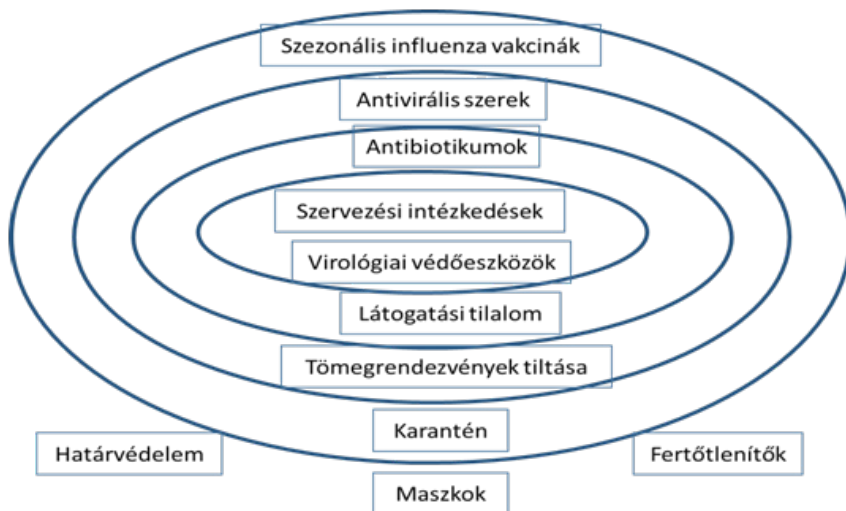 Szezonális influenza vakcinák
Antivirális szerek
Antibiotikumok
Szervezési intézkedések
Virológiai védőeszközök
Látogatási tilalom
Tömegrendezvények tiltása
Karantén
Határvédelem
Fertőtlenítők
Maszkok